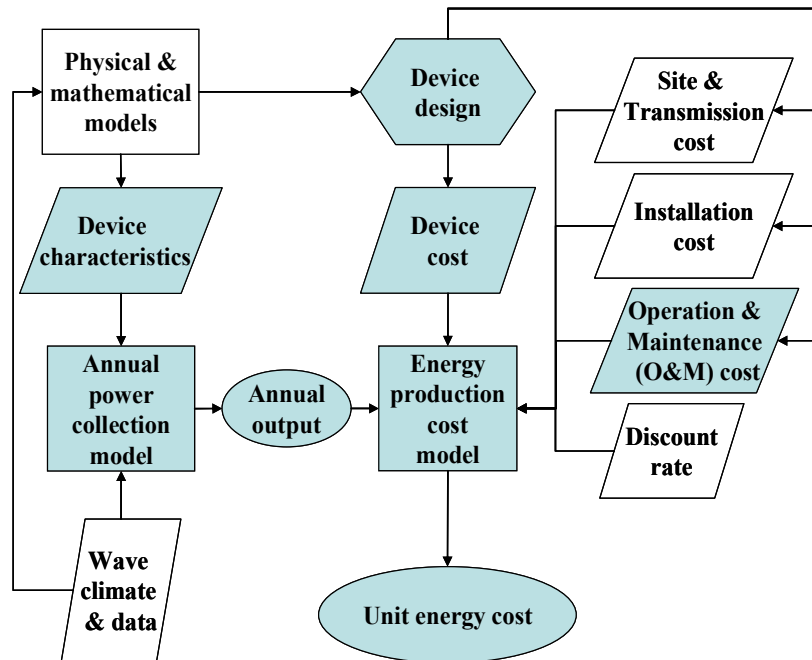 Physical &
mathematical
models
Device
design
Site &
Transmission
cost
Device
characteristics
Device
cost
Installation
cost
Operation &
Maintenance
(O&M) cost
Annual
power
collection
model
Annual
output
Energy
production
cost
model
Discount
rate
Wave
climate
& data
Unit energy cost